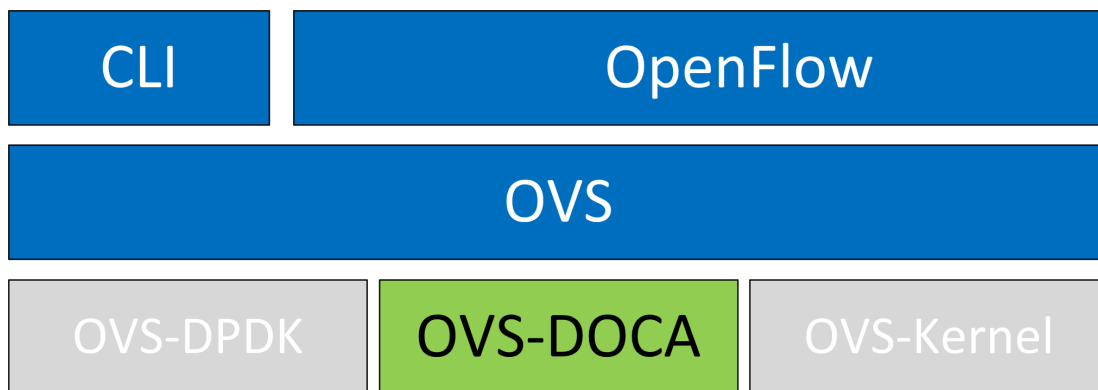 CLI
OpenFlow
OVS
OVS-DPDK
OVS-DOCA
OVS-Kernel